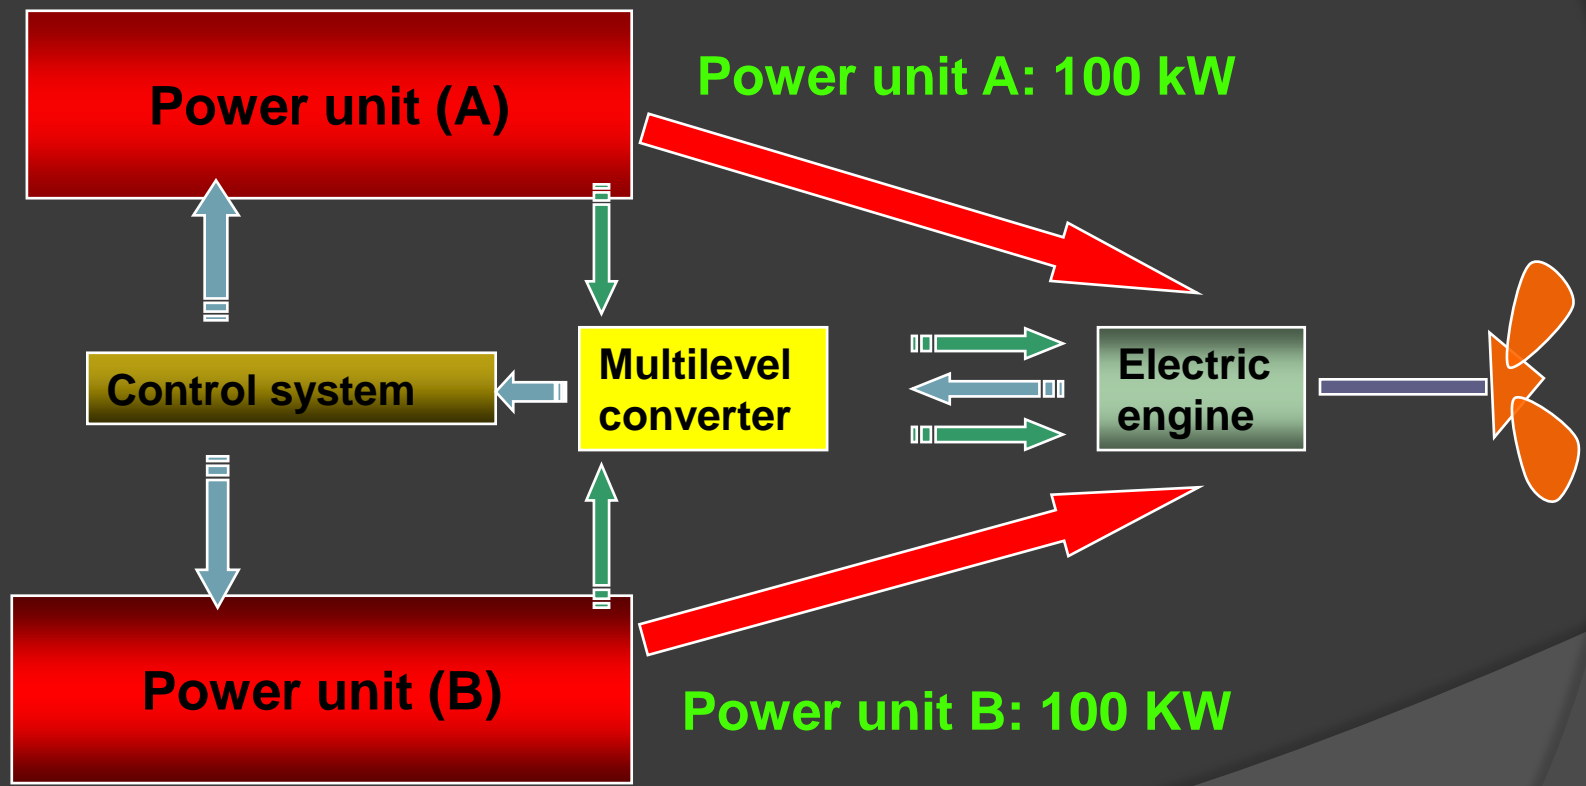 Power unit (A)
Power unit A: 100 kW
Control system
Multilevel
converter
Electric
engine
Power unit (B)
Power unit B: 100 KW